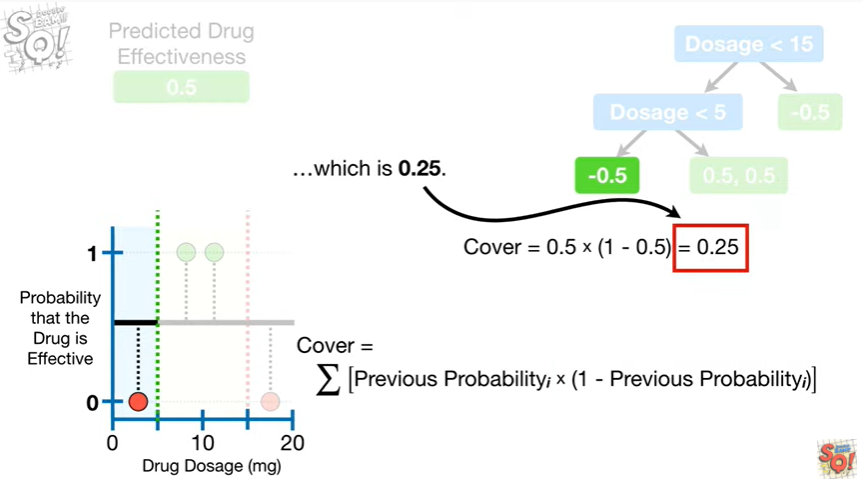 SQ!
Predicted Drug
Effectiveness
0.5
Dosage < 15
Dosage < 5
-0.5
-0.5
0.5, 0.5
…which is 0.25.
Cover = 0.5 × (1 - 0.5) = 0.25
1
Probability
that the
Drug is
Effective
0
0
10
20
Drug Dosage (mg)
Cover =
∑ [Previous Probabilityᵢ × (1 - Previous Probabilityᵢ)]
SQ!